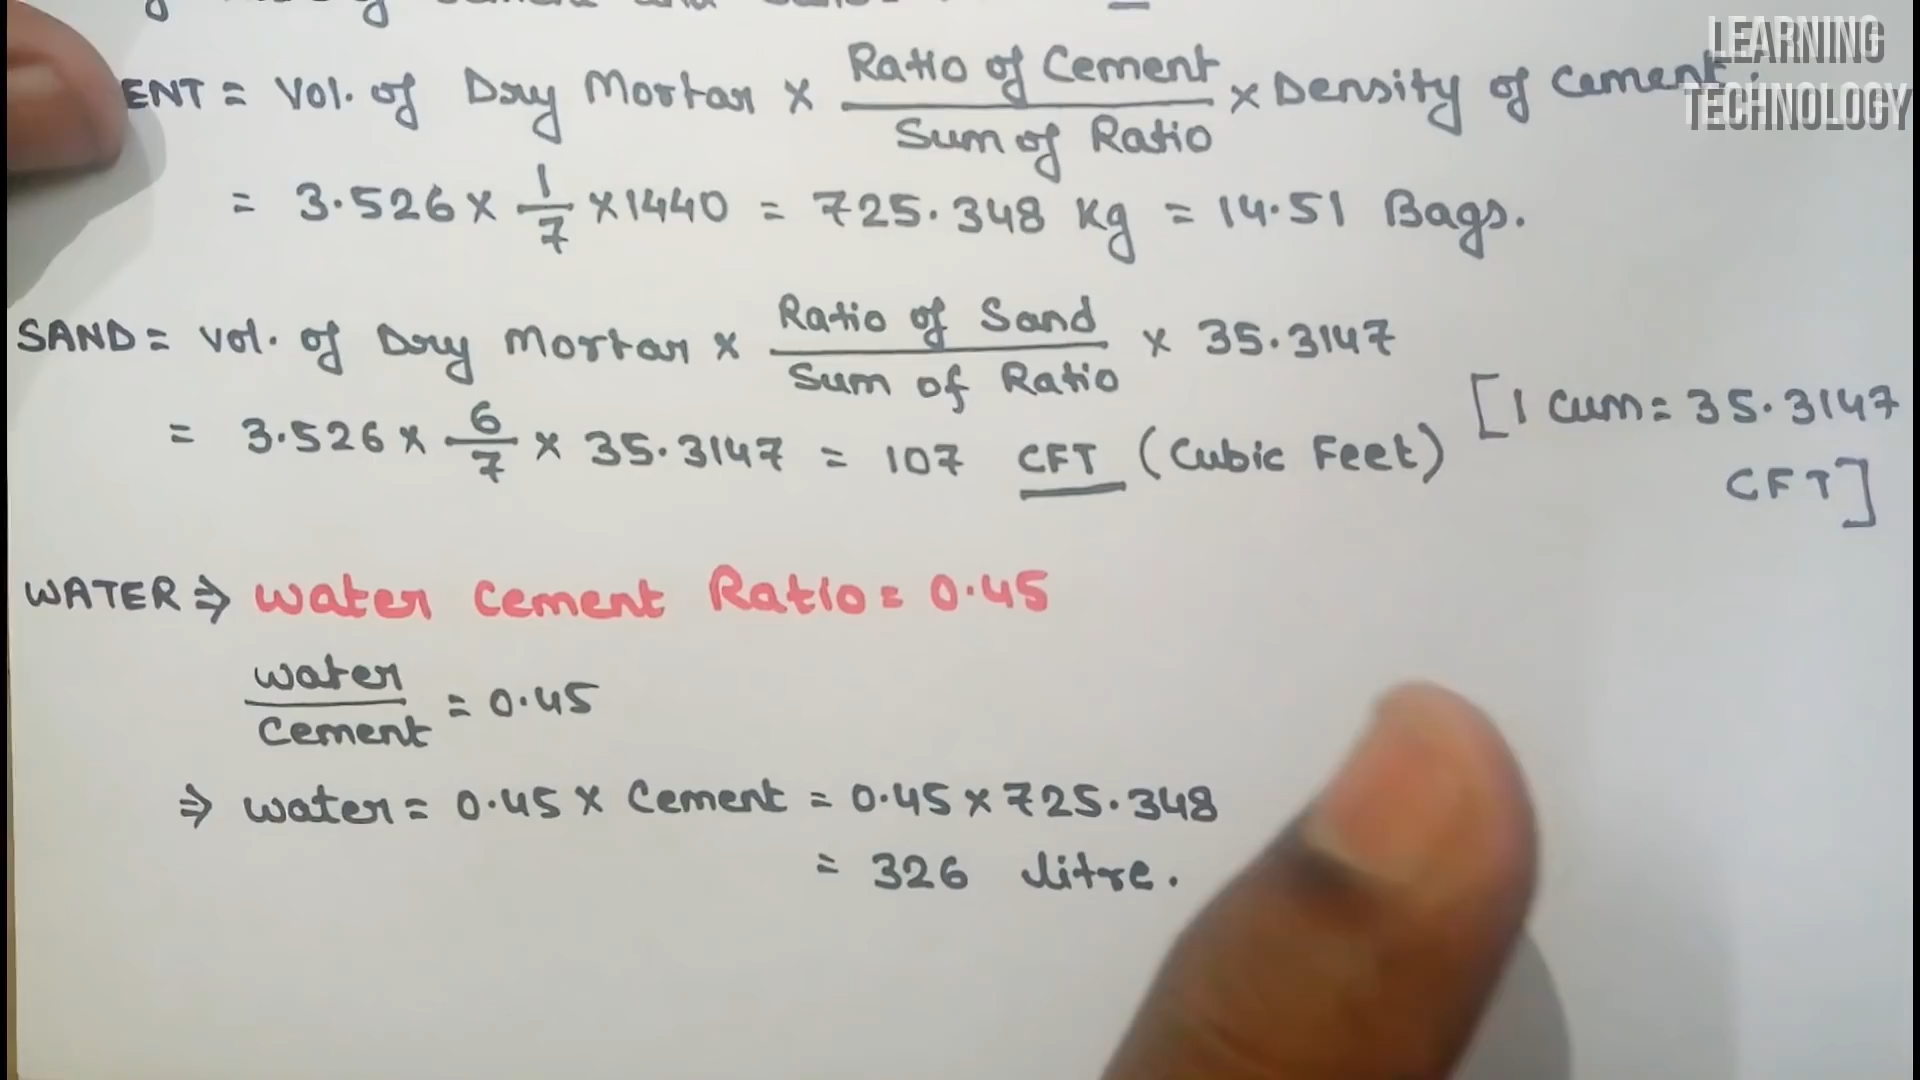 LEARNING
TECHNOLOGY
ENT = Vol. of Dry Mortar × Ratio of Cement / Sum of Ratio × Density of Cement.
= 3.526 × 1/7 × 1440 = 725.348 Kg = 14.51 Bags.
SAND = Vol. of Dry Mortar × Ratio of Sand / Sum of Ratio × 35.3147
= 3.526 × 6/7 × 35.3147 = 107 CFT (Cubic Feet)
[1 Cum = 35.3147
CFT]
WATER ⇒ Water Cement Ratio = 0.45
Water / Cement = 0.45
⇒ Water = 0.45 × Cement = 0.45 × 725.348
= 326 litre.